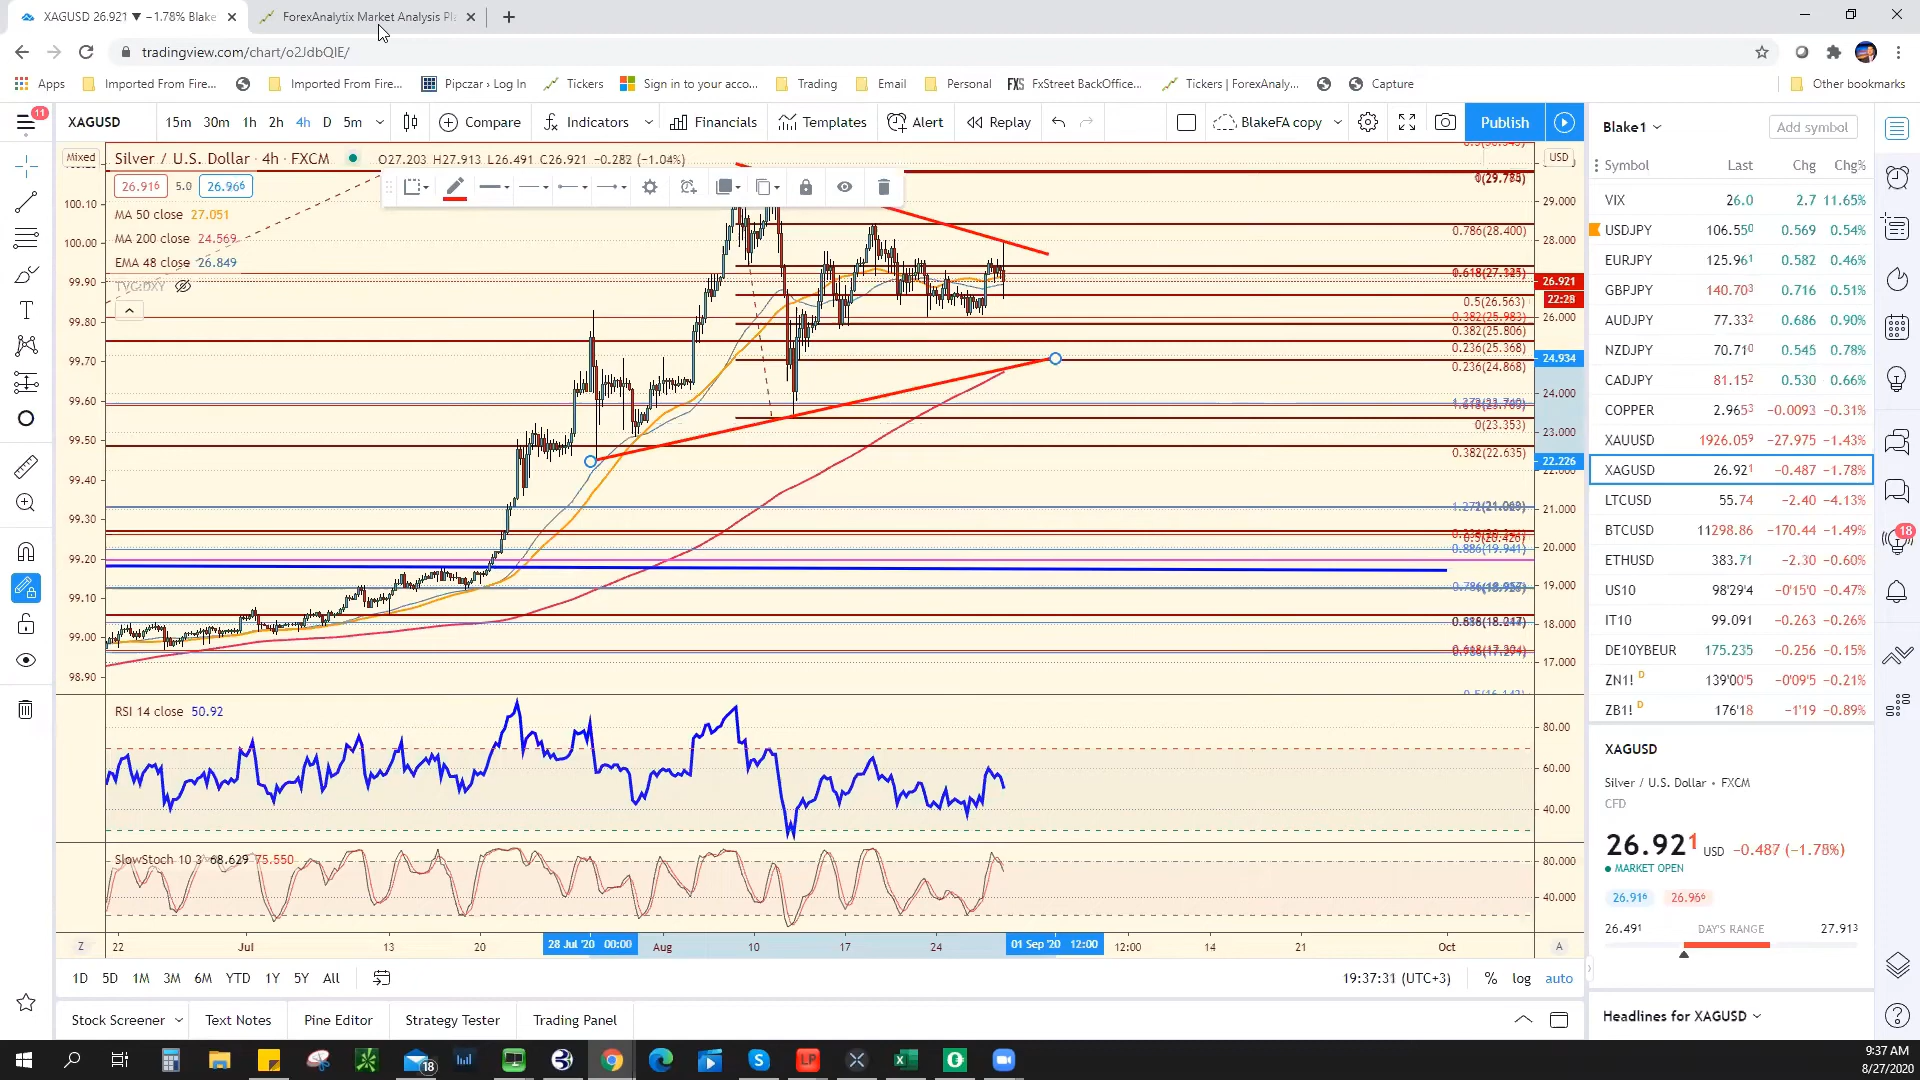 XAGUSD 26.921 ▼ −1.78% Blake
ForexAnalytix Market Analysis Pl
tradingview.com/chart/o2JdbQIE/
Apps Imported From Fire... Imported From Fire... Pipczar › Log In Tickers Sign in to your acco... Trading Email Personal FXS FxStreet BackOffice... Tickers | ForexAnaly... Capture Other bookmarks
11 XAGUSD 15m 30m 1h 2h 4h D 5m Compare Indicators Financials Templates Alert Replay BlakeFA copy Publish
Blake1 Add symbol
Mixed Silver / U.S. Dollar · 4h · FXCM O27.203 H27.913 L26.491 C26.921 −0.282 (−1.04%) USD
26.916 5.0 26.966
MA 50 close 27.051
MA 200 close 24.569
EMA 48 close 26.849
TVC:DXY
100.10
100.00
99.90
99.80
99.70
99.60
99.50
99.40
99.30
99.20
99.10
99.00
98.90
0.786(28.400)
0.5(26.563)
0.382(25.983)
0.382(25.806)
0.236(25.368)
0.236(24.868)
0(23.353)
0.382(22.635)
0.886(19.941)
29.000
28.000
26.921
22:28
26.000
24.934
24.000
23.000
22.226
21.000
20.000
19.000
18.000
17.000
RSI 14 close 50.92
80.00
60.00
40.00
SlowStoch 10 3 68.629 75.550
80.000
40.000
Z 22 Jul 13 20 28 Jul '20 00:00 Aug 10 17 24 01 Sep '20 12:00 12:00 14 21 Oct A
1D 5D 1M 3M 6M YTD 1Y 5Y All 19:37:31 (UTC+3) % log auto
Stock Screener Text Notes Pine Editor Strategy Tester Trading Panel
Symbol Last Chg Chg%
VIX 26.0 2.7 11.65%
USDJPY 106.550 0.569 0.54%
EURJPY 125.961 0.582 0.46%
GBPJPY 140.703 0.716 0.51%
AUDJPY 77.332 0.686 0.90%
NZDJPY 70.710 0.545 0.78%
CADJPY 81.152 0.530 0.66%
COPPER 2.9653 −0.0093 −0.31%
XAUUSD 1926.059 −27.975 −1.43%
XAGUSD 26.921 −0.487 −1.78%
LTCUSD 55.74 −2.40 −4.13%
BTCUSD 11298.86 −170.44 −1.49%
ETHUSD 383.71 −2.30 −0.60%
US10 98'29'4 −0'15'0 −0.47%
IT10 99.091 −0.263 −0.26%
DE10YBEUR 175.235 −0.256 −0.15%
ZN1! D 139'00'5 −0'09'5 −0.21%
ZB1! D 176'18 −1'19 −0.89%
18
XAGUSD
Silver / U.S. Dollar • FXCM
CFD
26.921 USD −0.487 (−1.78%)
MARKET OPEN
26.916 26.966
26.491 DAY'S RANGE 27.913
Headlines for XAGUSD
18 LP
9:37 AM
8/27/2020